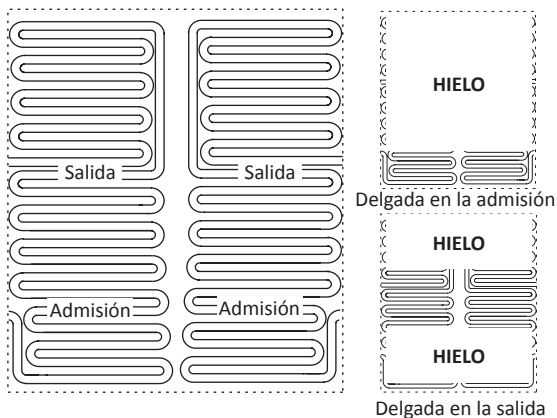 Salida
Salida
Admisión
Admisión
HIELO
Delgada en la admisión
HIELO
HIELO
Delgada en la salida